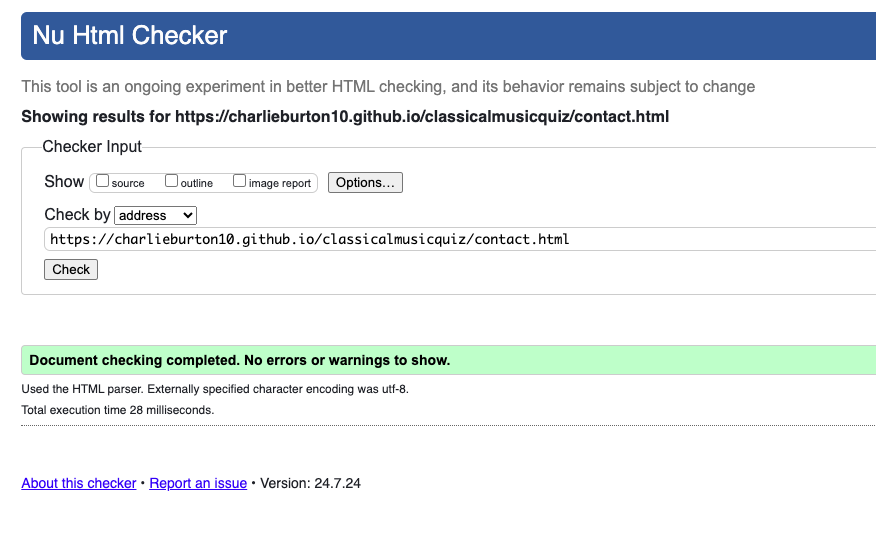 Nu Html Checker
This tool is an ongoing experiment in better HTML checking, and its behavior remains subject to change
Showing results for https://charlieburton10.github.io/classicalmusicquiz/contact.html
Checker Input
Show source outline image report Options...
Check by address
https://charlieburton10.github.io/classicalmusicquiz/contact.html
Check
Document checking completed. No errors or warnings to show.
Used the HTML parser. Externally specified character encoding was utf-8.
Total execution time 28 milliseconds.
About this checker • Report an issue • Version: 24.7.24